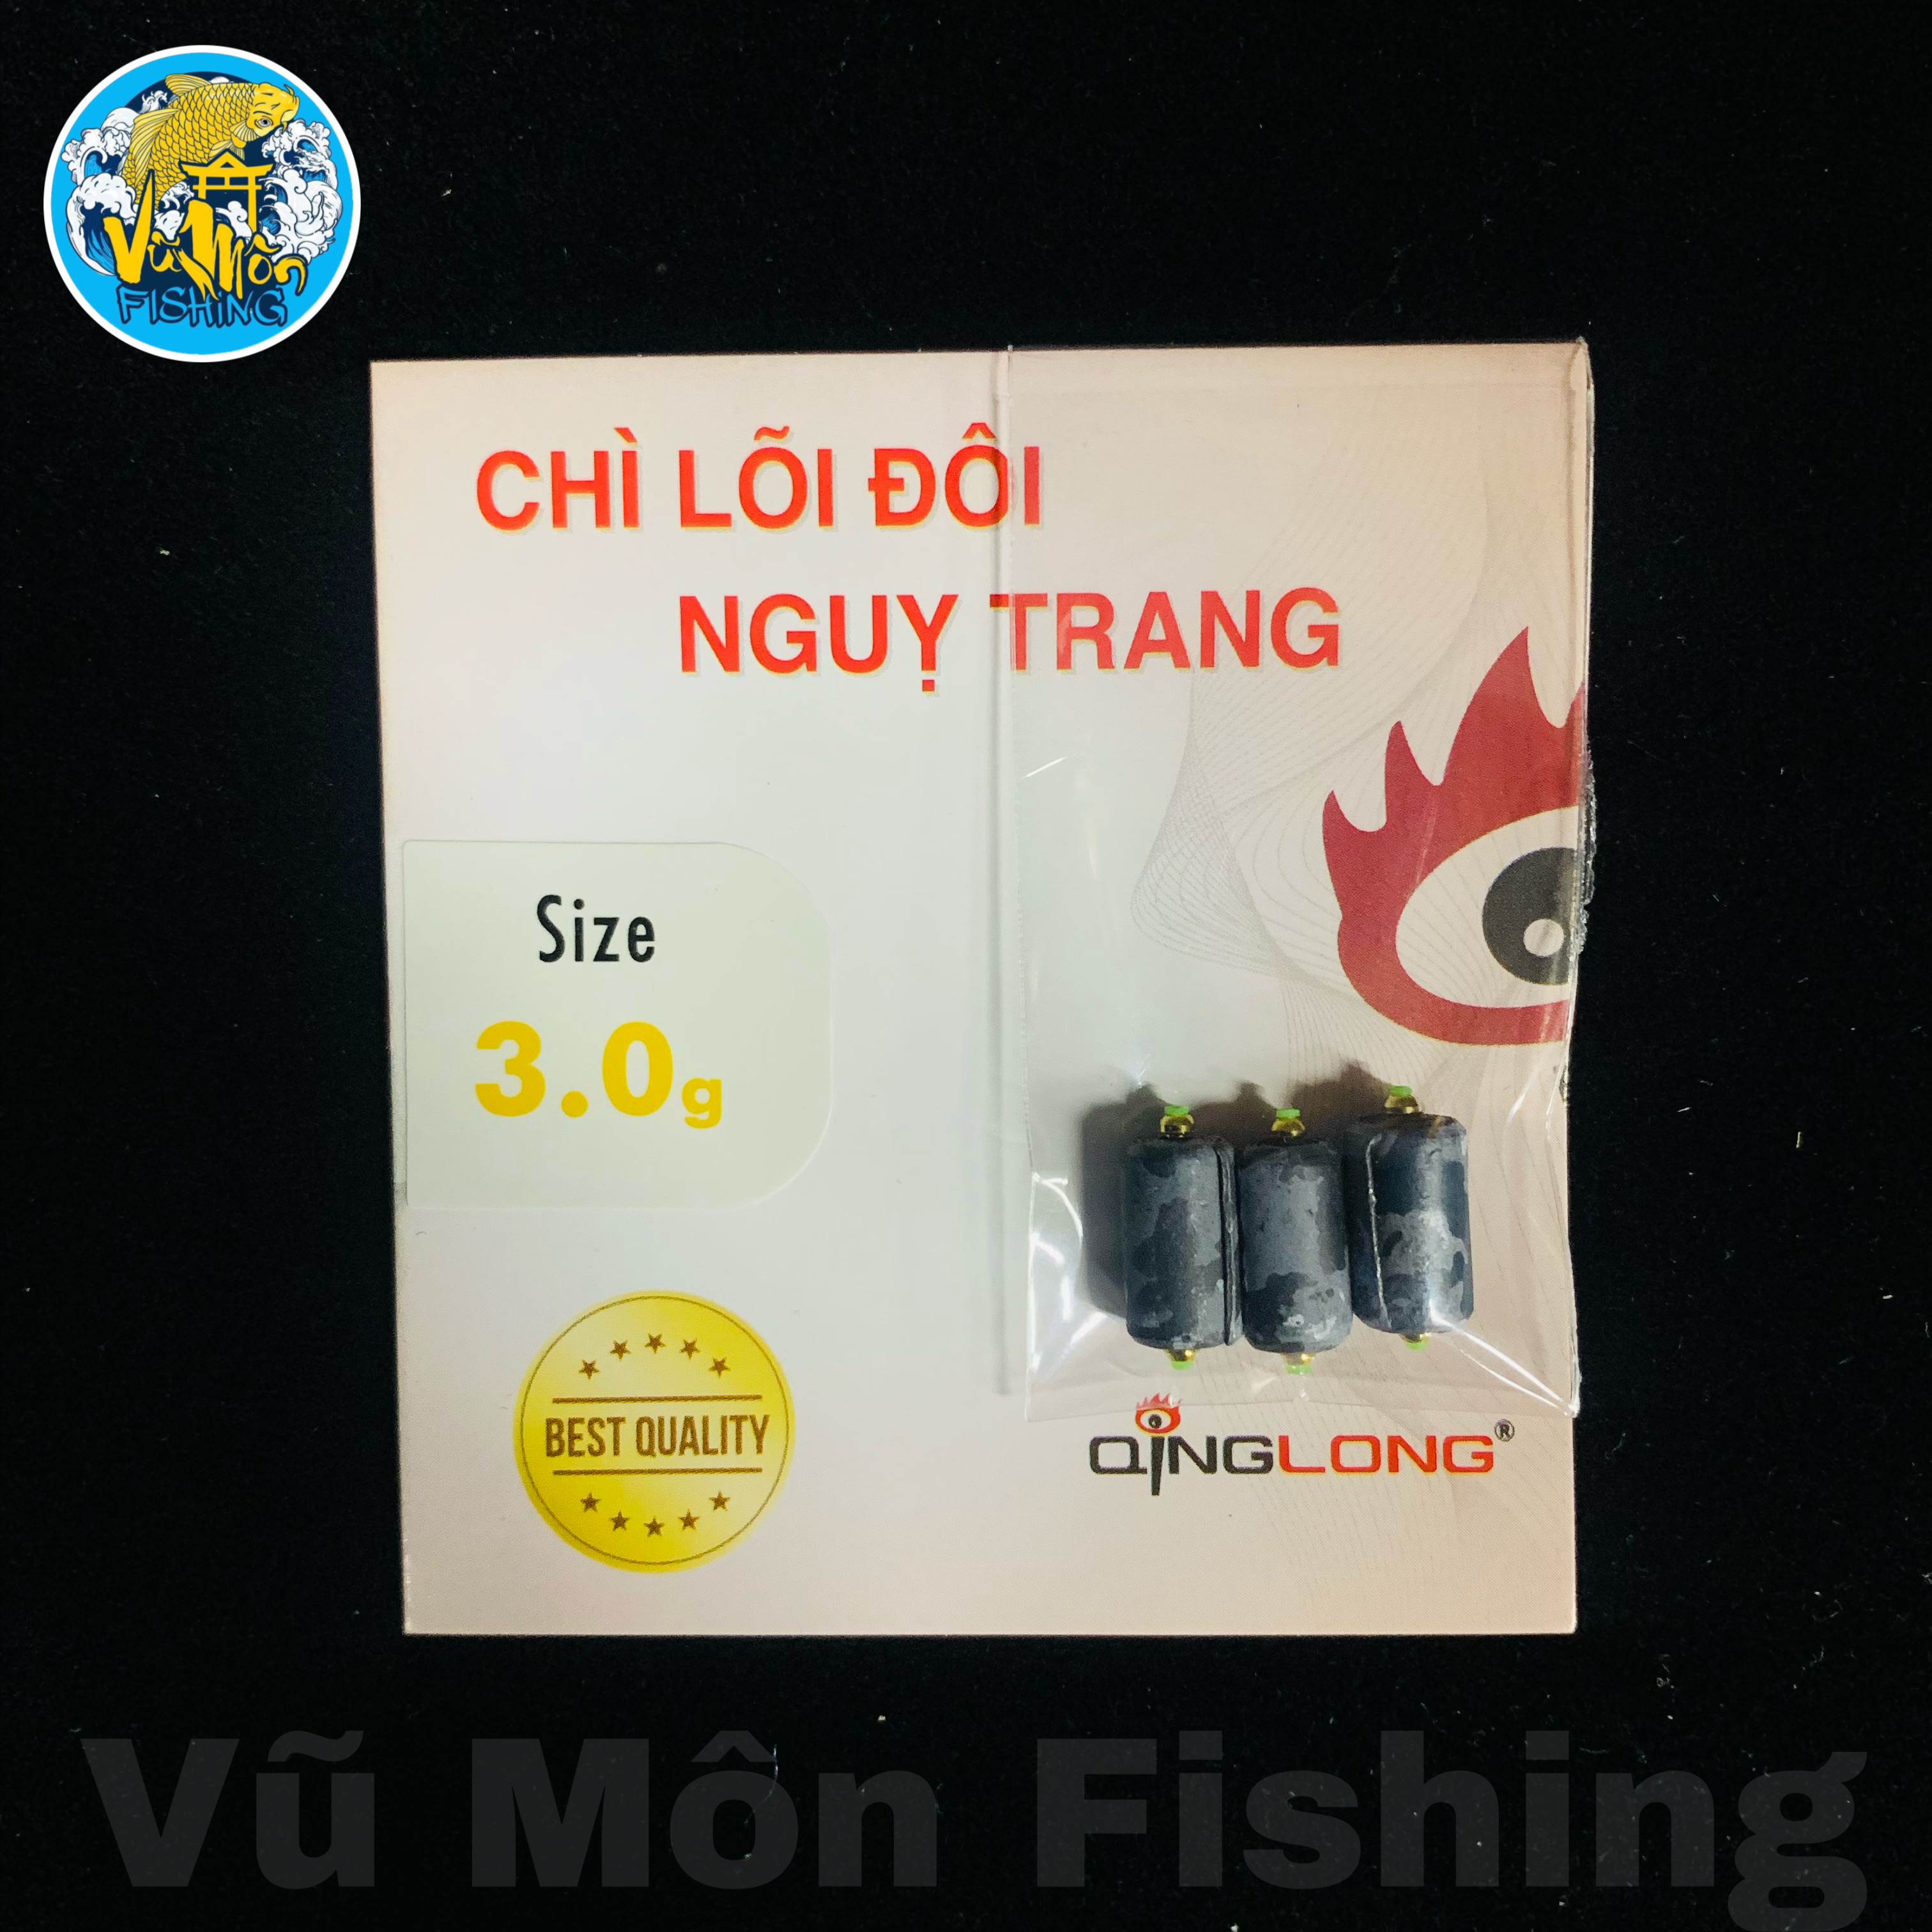 Vũ Môn
FISHING
CHÌ LÕI ĐÔI
NGUỴ TRANG
Size
3.0g
BEST QUALITY
QINGLONG®
Vũ Môn Fishing